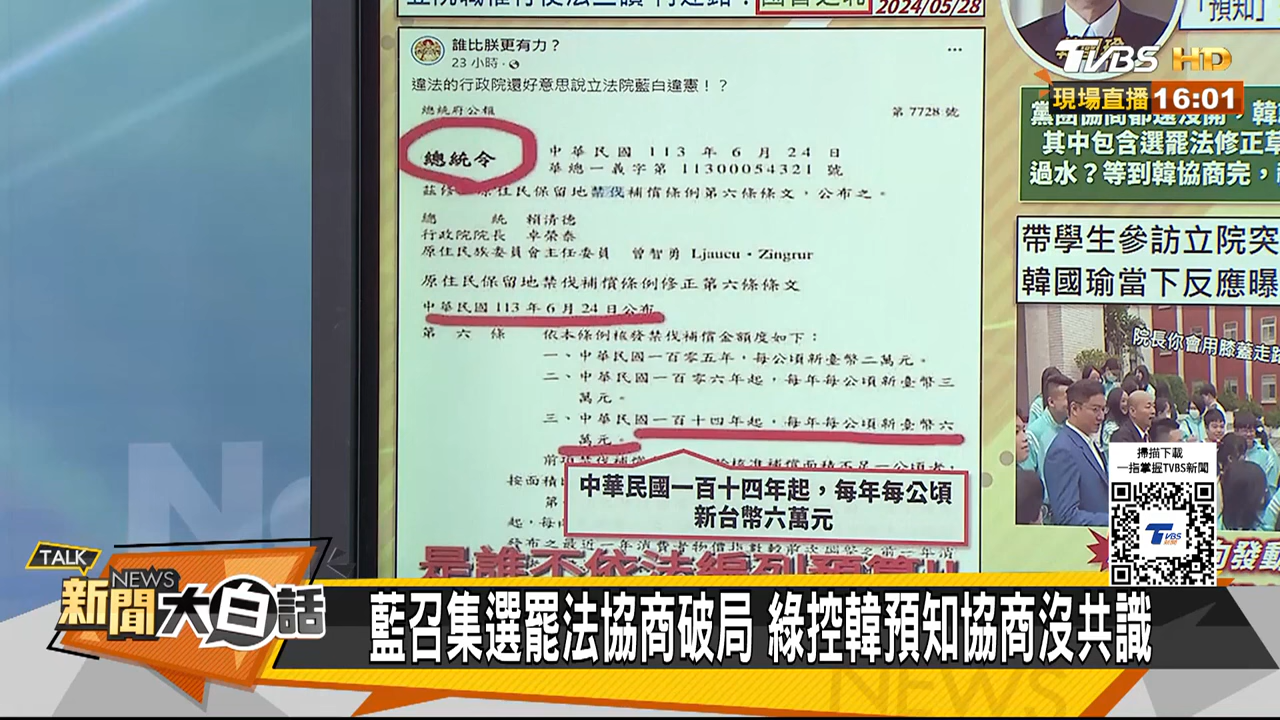 2024/05/28
「預知」
TVBS HD
現場直播 16:01
誰比朕更有力？
23 小時・
違法的行政院還好意思說立法院藍白違憲！？
總統府公報
第 7728 號
總統令
中華民國 113 年 6 月 24 日
華總一義字第 11300054321 號
原住民保留地禁伐補償條例第六條條文，公布之。
總 統 賴清德
行政院院長 卓榮泰
原住民族委員會主任委員 曾智勇 Ljaucu・Zingrur
原住民保留地禁伐補償條例修正第六條條文
中華民國 113 年 6 月 24 日公布
第 六 條 依本條例核發禁伐補償金額度如下：
一、中華民國一百零五年，每公頃新臺幣二萬元。
二、中華民國一百零六年起，每年每公頃新臺幣三
萬元。
三、中華民國一百十四年起，每年每公頃新臺幣六
萬元。
中華民國一百十四年起，每年每公頃
新台幣六萬元
是誰不依法編列預算!!
其中包含選罷法修正草
過水？等到韓協商完，
帶學生參訪立院突
韓國瑜當下反應曝
院長你會用膝蓋走路
掃描下載
一指掌握TVBS新聞
TVBS
新聞
TALK
NEWS
新聞大白話
藍召集選罷法協商破局 綠控韓預知協商沒共識
NEWS